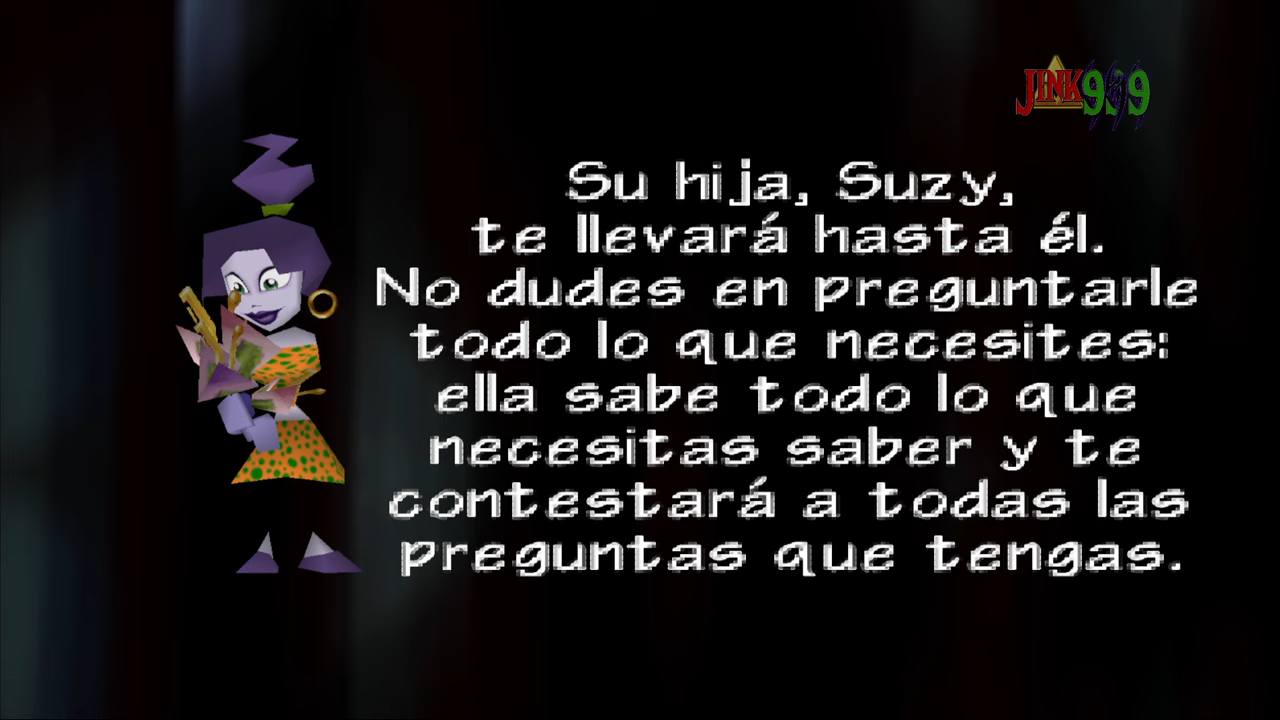 JINK999
Su hija, Suzy,
te llevará hasta él.
No dudes en preguntarle
todo lo que necesites:
ella sabe todo lo que
necesitas saber y te
contestará a todas las
preguntas que tengas.